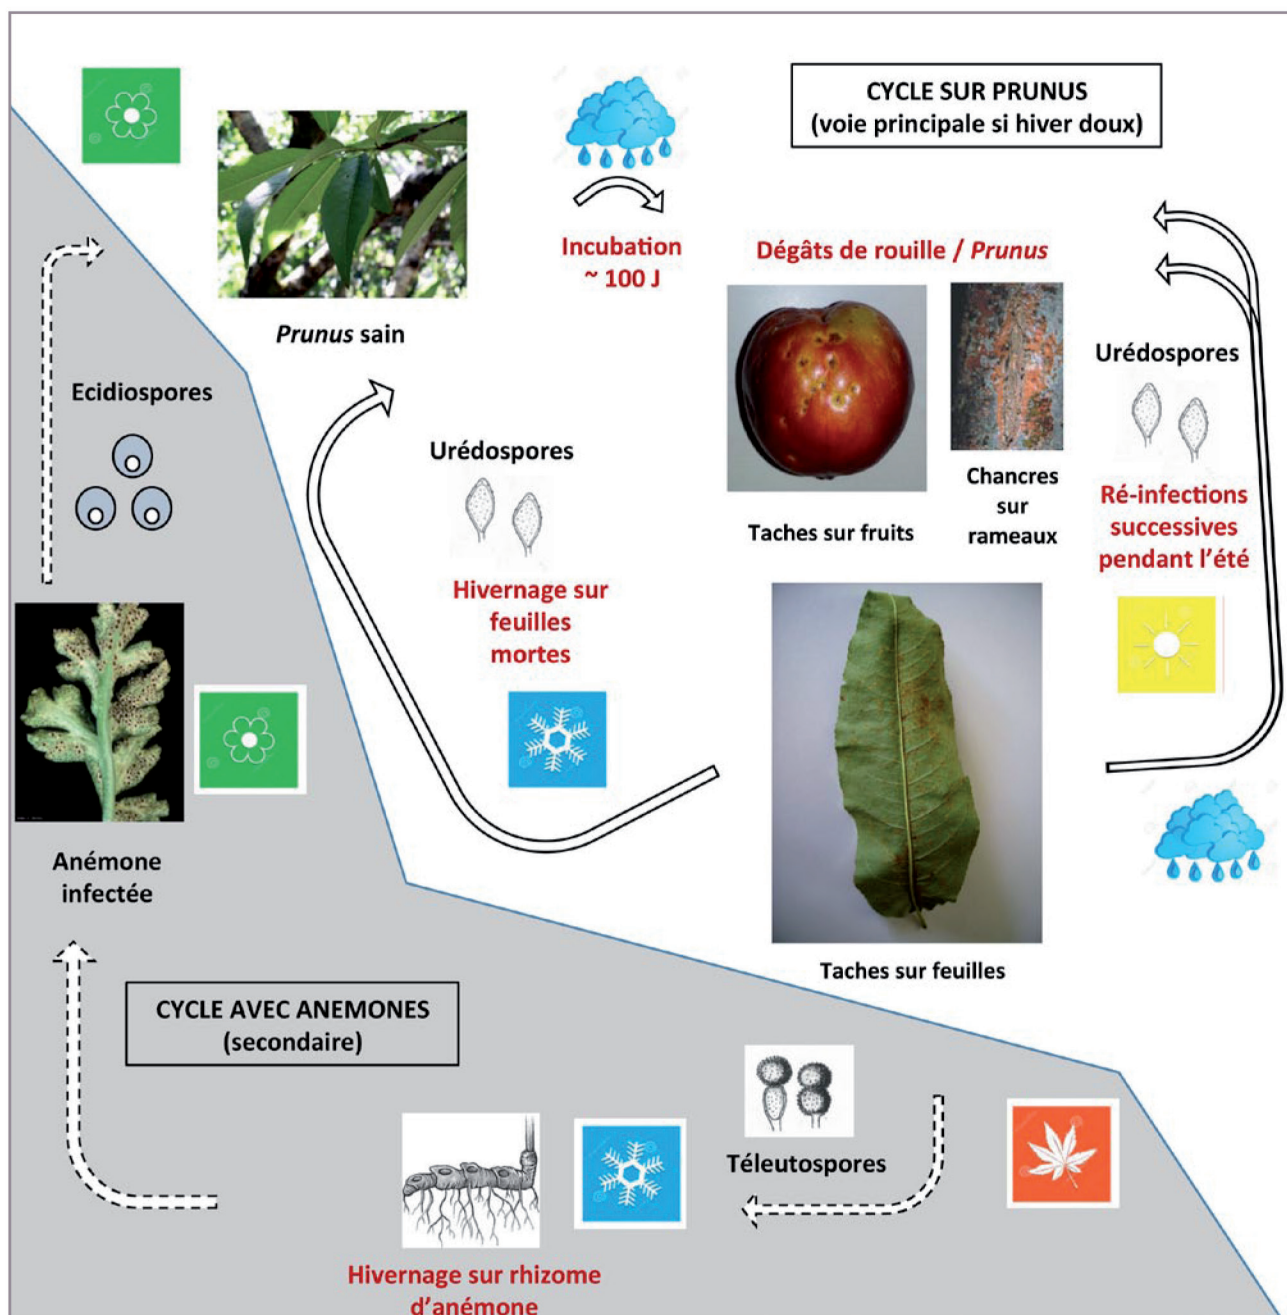 CYCLE SUR PRUNUS
(voie principale si hiver doux)
Prunus sain
Incubation
~ 100 J
Dégâts de rouille / Prunus
Taches sur fruits
Chancres
sur
rameaux
Urédospores
Ré-infections
successives
pendant l'été
Ecidiospores
Urédospores
Hivernage sur
feuilles
mortes
Taches sur feuilles
Anémone
infectée
CYCLE AVEC ANEMONES
(secondaire)
Téleutospores
Hivernage sur rhizome
d'anémone